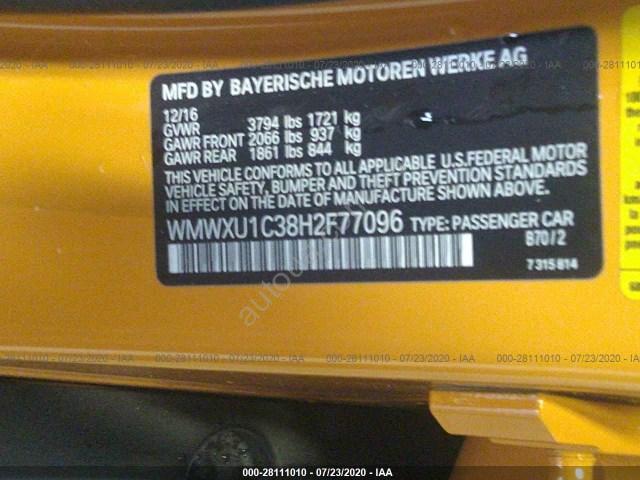 MFD BY BAYERISCHE MOTOREN WERKE AG
12/16
GVWR 3794 lbs 1721 kg
GAWR FRONT 2066 lbs 937 kg
GAWR REAR 1861 lbs 844 kg
THIS VEHICLE CONFORMS TO ALL APPLICABLE U.S.FEDERAL MOTOR
VEHICLE SAFETY, BUMPER AND THEFT PREVENTION STANDARDS
IN EFFECT ON THE DATE OF MANUFACTURE SHOWN ABOVE.
WMWXU1C38H2F77096 TYPE: PASSENGER CAR
B70/2
7 315 814
000-28111010 - 07/23/2020 - IAA